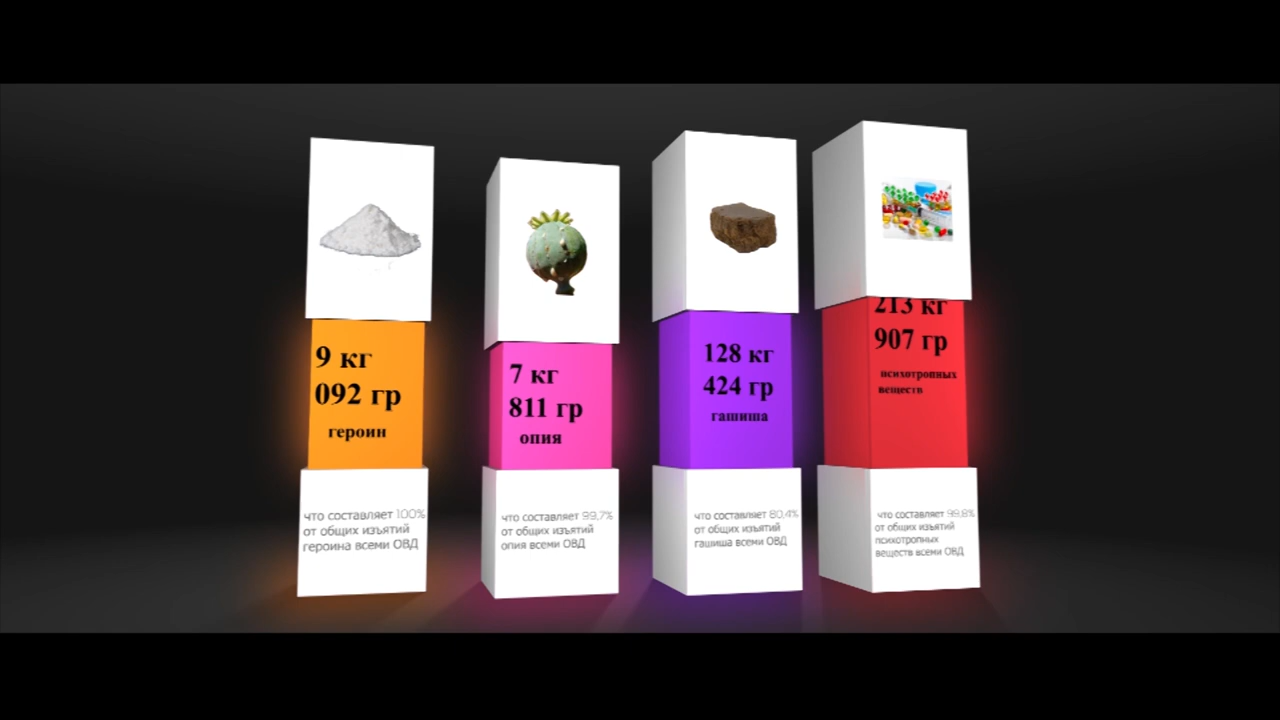 9 кг
092 гр
героин
что составляет 100%
от общих изъятий
героина всеми ОВД
7 кг
811 гр
опия
что составляет 99,7%
от общих изъятий
опия всеми ОВД
128 кг
424 гр
гашиша
что составляет 80,4%
от общих изъятий
гашиша всеми ОВД
213 кг
907 гр
психотропных
веществ
что составляет 99,8%
от общих изъятий
психотропных
веществ всеми ОВД